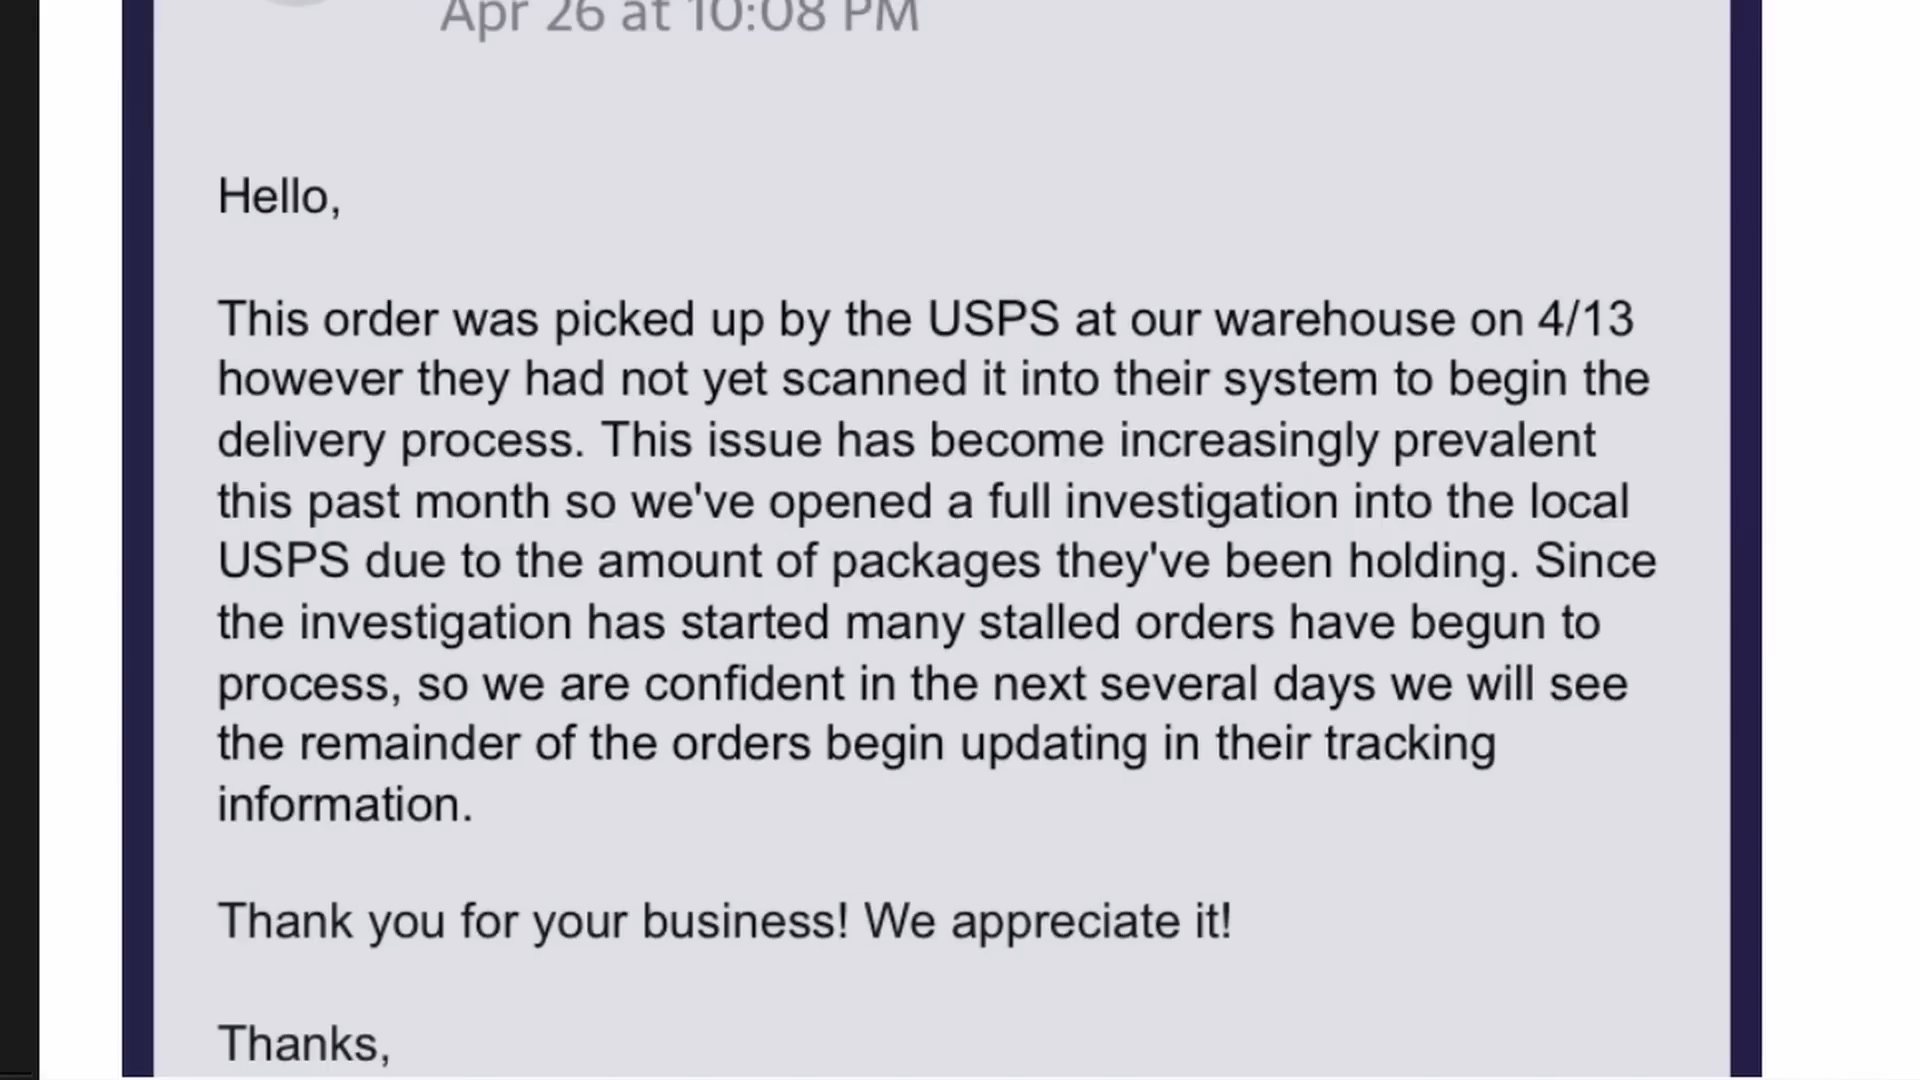 Apr 26 at 10:08 PM
Hello,
This order was picked up by the USPS at our warehouse on 4/13
however they had not yet scanned it into their system to begin the
delivery process. This issue has become increasingly prevalent
this past month so we've opened a full investigation into the local
USPS due to the amount of packages they've been holding. Since
the investigation has started many stalled orders have begun to
process, so we are confident in the next several days we will see
the remainder of the orders begin updating in their tracking
information.
Thank you for your business! We appreciate it!
Thanks,